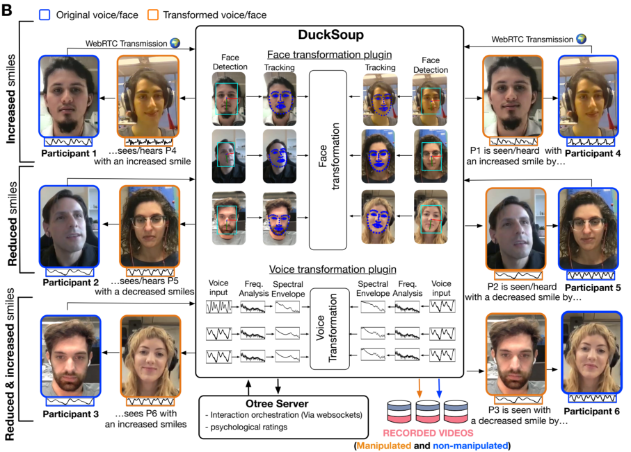 B
Original voice/face
Transformed voice/face
Increased smiles
Reduced smiles
Reduced & increased smiles
WebRTC Transmission
Participant 1
...sees/hears P4
with an increased smile
Participant 2
...sees/hears P5
with a decreased smiles
Participant 3
...sees P6 with
an increased smiles
DuckSoup
Face transformation plugin
Face
Detection
Tracking
Face
transformation
Tracking
Face
Detection
Voice transformation plugin
Voice
input
Freq.
Analysis
Spectral
Envelope
Voice
Transformation
Spectral
Envelope
Freq.
Analysis
Voice
input
Otree Server
- Interaction orchestration (Via websockets)
- psychological ratings
RECORDED VIDEOS
(Manipulated and non-manipulated)
WebRTC Transmission
P1 is seen/heard with
an increased smile by...
Participant 4
P2 is seen/heard
with a decreased smile by...
Participant 5
P3 is seen with
a decreased smile by...
Participant 6